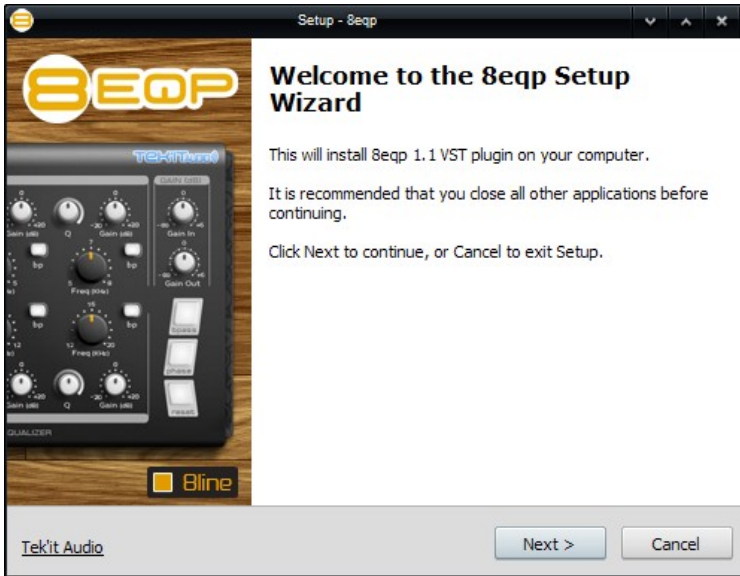 Setup - 8eqp
8EQP
Welcome to the 8eqp Setup
Wizard
This will install 8eqp 1.1 VST plugin on your computer.
It is recommended that you close all other applications before
continuing.
Click Next to continue, or Cancel to exit Setup.
TEK'ITAUDIO
GAIN (dB)
Gain (dB) Q Gain (dB) Gain In
bp bp
Freq (KHz) Gain Out
bp bp
bpass
Freq (KHz)
phase
Gain (dB) Q Gain (dB)
reset
QUALIZER
8line
Tek'it Audio
Next >
Cancel